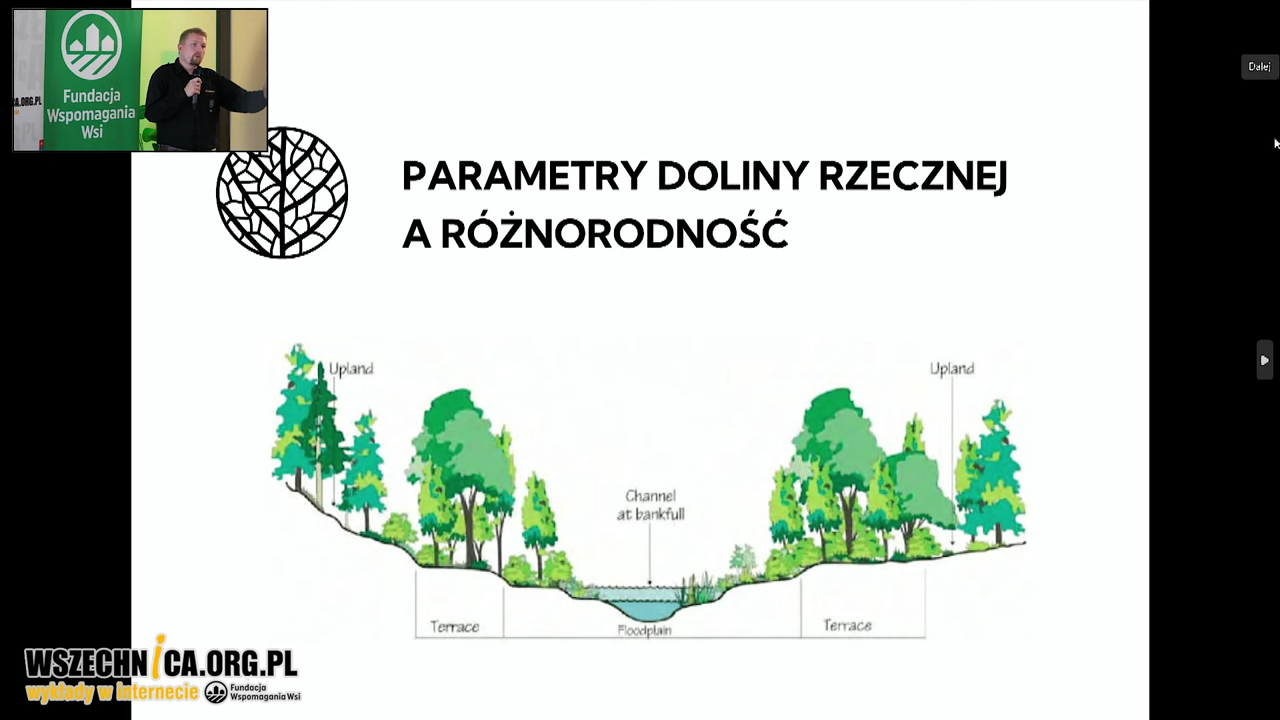 CA.ORG.PL
Fundacja
Wspomagania
Wsi
Dalej
PARAMETRY DOLINY RZECZNEJ
A RÓŻNORODNOŚĆ
Upland
Upland
Channel
at bankfull
Terrace
Floodplain
Terrace
WSZECHNiCA.ORG.PL
wykłady w internecie
Fundacja
Wspomagania Wsi